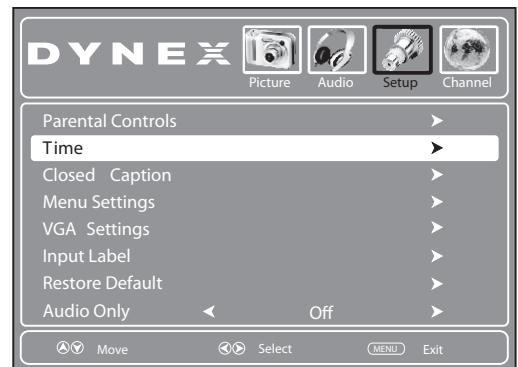 DYNEX
Picture Audio Setup Channel
Parental Controls
Time
Closed Caption
Menu Settings
VGA Settings
Input Label
Restore Default
Audio Only Off
Move Select MENU Exit